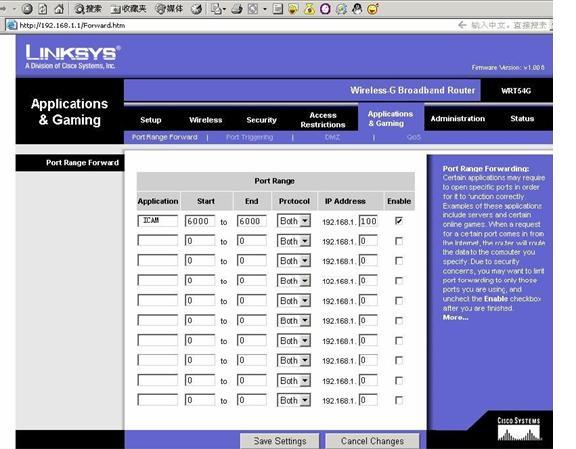 搜索 收藏夹 媒体
http://192.168.1.1/Forward.htm
输入中文，直接搜索
LINKSYS®
A Division of Cisco Systems, Inc.
Firmware Version: v1.00.6
Wireless-G Broadband Router WRT54G
Applications & Gaming
Setup Wireless Security Access Restrictions Applications & Gaming Administration Status
Port Range Forward | Port Triggering | DMZ | QoS
Port Range Forward
Port Range
Application Start End Protocol IP Address Enable
XCAM 6000 to 6000 Both 192.168.1. 100
0 to 0 Both 192.168.1. 0
0 to 0 Both 192.168.1. 0
0 to 0 Both 192.168.1. 0
0 to 0 Both 192.168.1. 0
0 to 0 Both 192.168.1. 0
0 to 0 Both 192.168.1. 0
0 to 0 Both 192.168.1. 0
0 to 0 Both 192.168.1. 0
0 to 0 Both 192.168.1. 0
Port Range Forwarding:
Certain applications may require
to open specific ports in order
for it to function correctly.
Examples of these applications
include servers and certain
online games. When a request
for a certain port comes in from
the Internet, the router will route
the data to the computer you
specify. Due to security
concerns, you may want to limit
port forwarding to only those
ports you are using, and
uncheck the Enable checkbox
after you are finished.
More...
Save Settings Cancel Changes
CISCO SYSTEMS